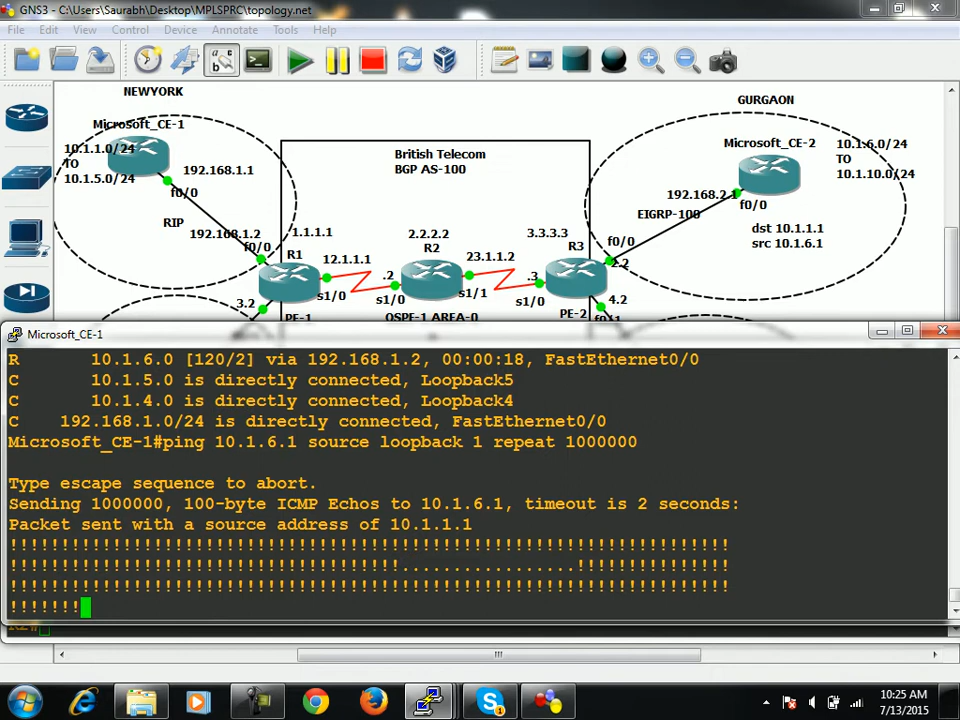 GNS3 - C:\Users\Saurabh\Desktop\MPLSPRC\topology.net
File Edit View Control Device Annotate Tools Help
NEWYORK
Microsoft_CE-1
10.1.1.0/24
TO
10.1.5.0/24
192.168.1.1
f0/0
RIP
192.168.1.2
f0/0
1.1.1.1
R1
12.1.1.1
s1/0
3.2
PE-1
British Telecom
BGP AS-100
2.2.2.2
R2
.2
s1/0
23.1.1.2
s1/1
OSPF-1 AREA-0
3.3.3.3
R3
.3
s1/0
PE-2
f0/0
2.2
4.2
GURGAON
Microsoft_CE-2
10.1.6.0/24
TO
10.1.10.0/24
192.168.2.1
f0/0
EIGRP-100
dst 10.1.1.1
src 10.1.6.1
Microsoft_CE-1
R       10.1.6.0 [120/2] via 192.168.1.2, 00:00:18, FastEthernet0/0
C       10.1.5.0 is directly connected, Loopback5
C       10.1.4.0 is directly connected, Loopback4
C    192.168.1.0/24 is directly connected, FastEthernet0/0
Microsoft_CE-1#ping 10.1.6.1 source loopback 1 repeat 1000000
Type escape sequence to abort.
Sending 1000000, 100-byte ICMP Echos to 10.1.6.1, timeout is 2 seconds:
Packet sent with a source address of 10.1.1.1
!!!!!!!!!!!!!!!!!!!!!!!!!!!!!!!!!!!!!!!!!!!!!!!!!!!!!!!!!!!!!!!!!!!!!!
!!!!!!!!!!!!!!!!!!!!!!!!!!!!!!!!!!!!!!.................!!!!!!!!!!!!!!!
!!!!!!!!!!!!!!!!!!!!!!!!!!!!!!!!!!!!!!!!!!!!!!!!!!!!!!!!!!!!!!!!!!!!!!
!!!!!!!
10:25 AM
7/13/2015